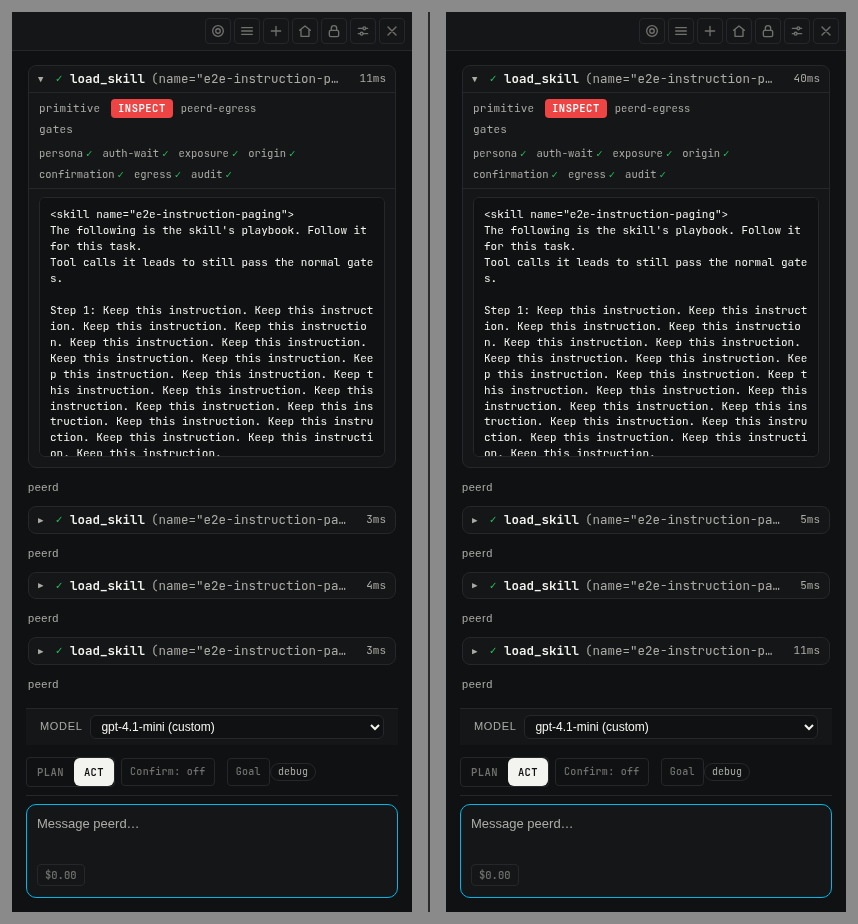 ▼ ✓ load_skill (name="e2e-instruction-p… 11ms
primitive INSPECT peerd-egress
gates
persona ✓ auth-wait ✓ exposure ✓ origin ✓
confirmation ✓ egress ✓ audit ✓
<skill name="e2e-instruction-paging">
The following is the skill's playbook. Follow it
for this task.
Tool calls it leads to still pass the normal gate
s.
Step 1: Keep this instruction. Keep this instruct
ion. Keep this instruction. Keep this instructio
n. Keep this instruction. Keep this instruction.
Keep this instruction. Keep this instruction. Kee
p this instruction. Keep this instruction. Keep t
his instruction. Keep this instruction. Keep this
instruction. Keep this instruction. Keep this ins
truction. Keep this instruction. Keep this instru
ction. Keep this instruction. Keep this instructi
on. Keep this instruction.
peerd
▶ ✓ load_skill (name="e2e-instruction-pa… 3ms
peerd
▶ ✓ load_skill (name="e2e-instruction-pa… 4ms
peerd
▶ ✓ load_skill (name="e2e-instruction-pa… 3ms
peerd
MODEL gpt-4.1-mini (custom)
PLAN ACT Confirm: off Goal debug
Message peerd…
$0.00
▼ ✓ load_skill (name="e2e-instruction-p… 40ms
primitive INSPECT peerd-egress
gates
persona ✓ auth-wait ✓ exposure ✓ origin ✓
confirmation ✓ egress ✓ audit ✓
<skill name="e2e-instruction-paging">
The following is the skill's playbook. Follow it
for this task.
Tool calls it leads to still pass the normal gate
s.
Step 1: Keep this instruction. Keep this instruct
ion. Keep this instruction. Keep this instructio
n. Keep this instruction. Keep this instruction.
Keep this instruction. Keep this instruction. Kee
p this instruction. Keep this instruction. Keep t
his instruction. Keep this instruction. Keep this
instruction. Keep this instruction. Keep this ins
truction. Keep this instruction. Keep this instru
ction. Keep this instruction. Keep this instructi
on. Keep this instruction.
peerd
▶ ✓ load_skill (name="e2e-instruction-pa… 5ms
peerd
▶ ✓ load_skill (name="e2e-instruction-pa… 5ms
peerd
▶ ✓ load_skill (name="e2e-instruction-p… 11ms
peerd
MODEL gpt-4.1-mini (custom)
PLAN ACT Confirm: off Goal debug
Message peerd…
$0.00